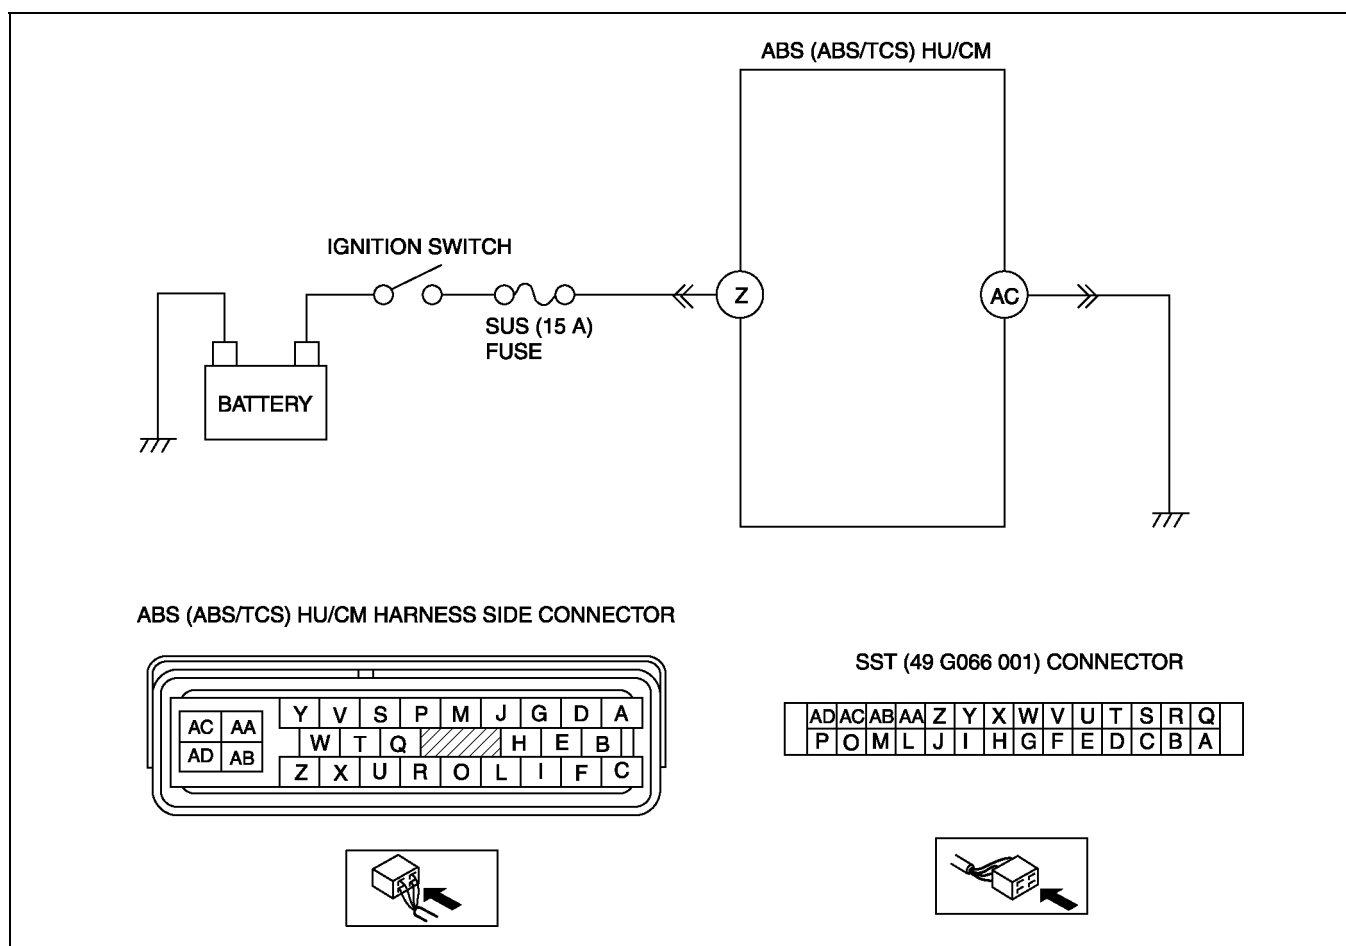 ABS (ABS/TCS) HU/CM
IGNITION SWITCH
Z
AC
SUS (15 A)
FUSE
BATTERY
ABS (ABS/TCS) HU/CM HARNESS SIDE CONNECTOR
AC AA
AD AB
Y V S P M J G D A
W T Q H E B
Z X U R O L I F C
SST (49 G066 001) CONNECTOR
AD AC AB AA Z Y X W V U T S R Q
P O M L J I H G F E D C B A